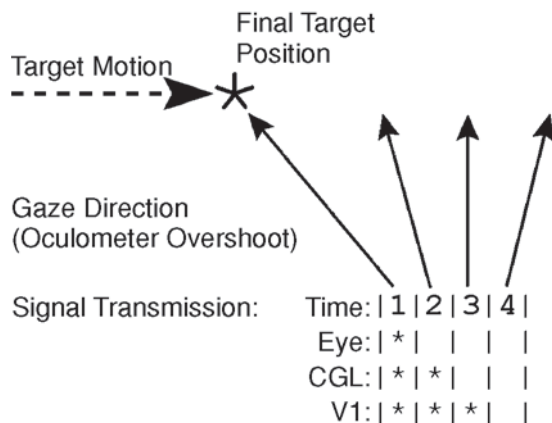 Final Target
Position
Target Motion
Gaze Direction
(Oculometer Overshoot)
Signal Transmission: Time:|1|2|3|4|
Eye:|*| | | |
CGL:|*|*| | |
V1:|*|*|*| |